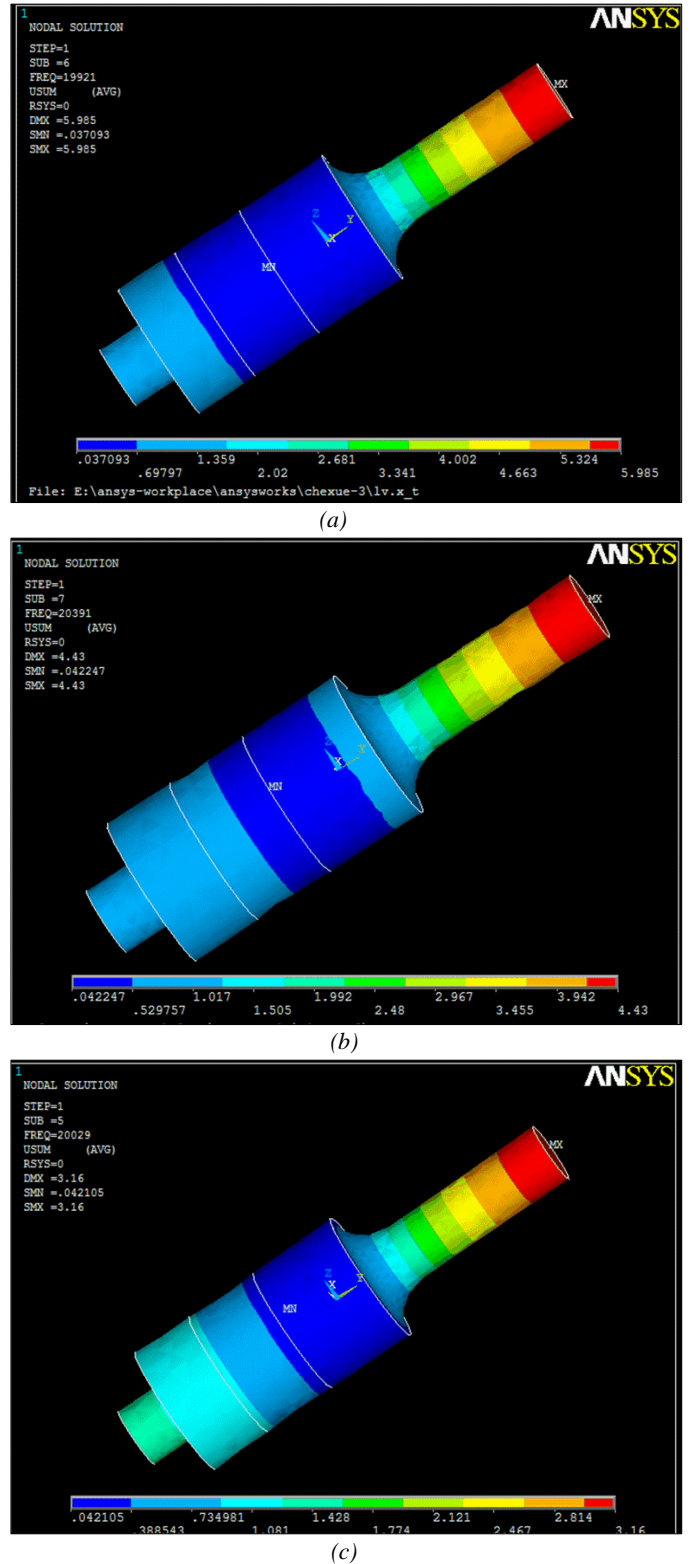 1
NODAL SOLUTION
ANSYS
STEP=1
SUB =6
FREQ=19921
USUM (AVG)
RSYS=0
DMX =5.985
SMN =.037093
SMX =5.985
MX
Z
Y
X
MN
.037093 1.359 2.681 4.002 5.324
.69797 2.02 3.341 4.663 5.985
File: E:\ansys-workplace\ansysworks\chexue-3\lv.x_t
(a)
1
NODAL SOLUTION
ANSYS
STEP=1
SUB =7
FREQ=20391
USUM (AVG)
RSYS=0
DMX =4.43
SMN =.042247
SMX =4.43
MX
Z
Y
X
MN
.042247 1.017 1.992 2.967 3.942
.529757 1.505 2.48 3.455 4.43
(b)
1
NODAL SOLUTION
ANSYS
STEP=1
SUB =5
FREQ=20029
USUM (AVG)
RSYS=0
DMX =3.16
SMN =.042105
SMX =3.16
MX
Z
Y
X
MN
.042105 .734981 1.428 2.121 2.814
.388543 1.081 1.774 2.467 3.16
(c)